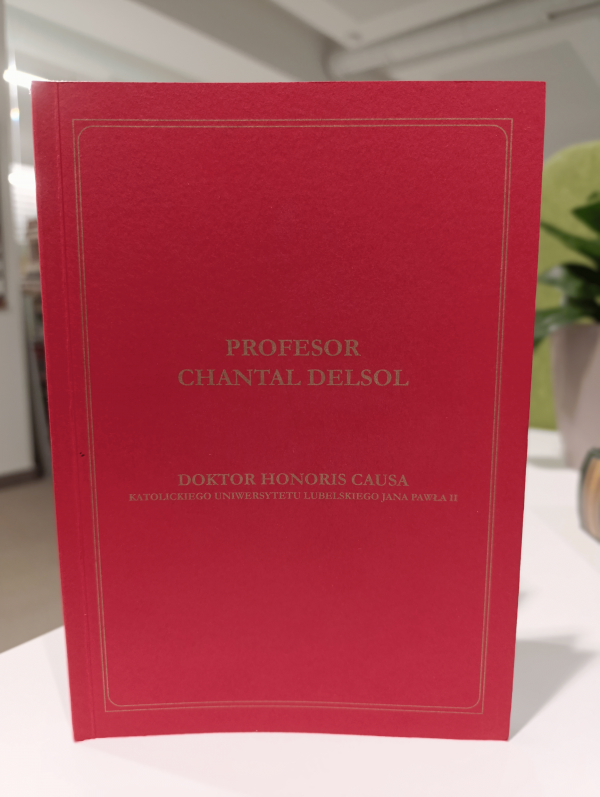 PROFESOR
CHANTAL DELSOL
DOKTOR HONORIS CAUSA
KATOLICKIEGO UNIWERSYTETU LUBELSKIEGO JANA PAWŁA II